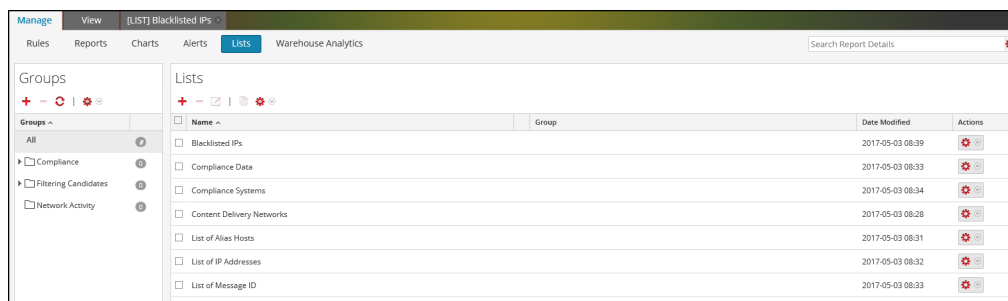 Manage View [LIST] Blacklisted IPs
Rules Reports Charts Alerts Lists Warehouse Analytics Search Report Details
Groups
Groups
All
Compliance 0
Filtering Candidates 0
Network Activity 0
Lists
Name Group Date Modified Actions
Blacklisted IPs 2017-05-03 08:39
Compliance Data 2017-05-03 08:33
Compliance Systems 2017-05-03 08:34
Content Delivery Networks 2017-05-03 08:28
List of Alias Hosts 2017-05-03 08:31
List of IP Addresses 2017-05-03 08:32
List of Message ID 2017-05-03 08:33